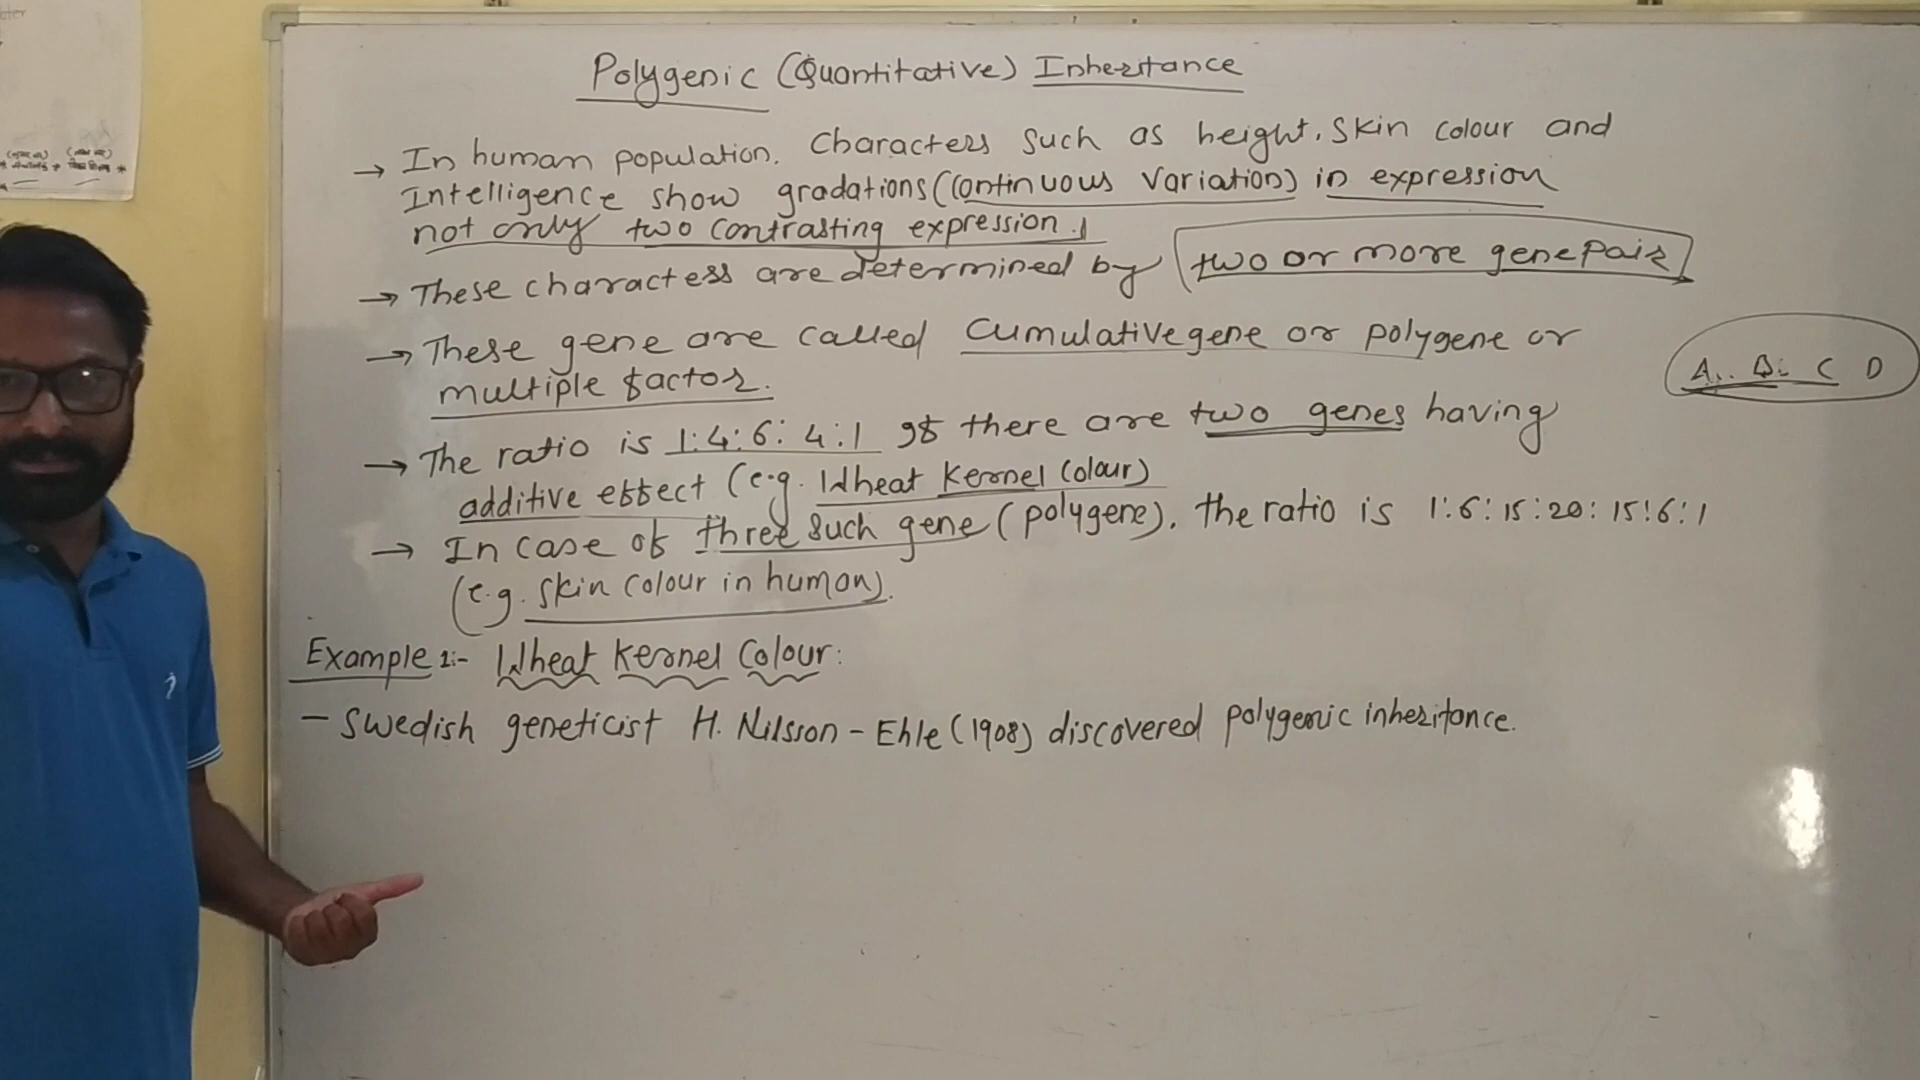 Polygenic (Quantitative) Inheritance
→ In human population. Characters such as height, skin colour and
Intelligence show gradations (continuous variation) in expression
not only two contrasting expression.
→ These characters are determined by two or more gene pairs
→ These gene are called cumulative gene or polygene or
multiple factor.
A B C D
→ The ratio is 1:4:6:4:1 If there are two genes having
additive effect (e.g. Wheat kernel colour)
→ In case of three such gene (polygene), the ratio is 1:6:15:20:15:6:1
(e.g. skin colour in human).
Example 1:- Wheat kernel colour:
- Swedish geneticist H. Nilsson-Ehle (1908) discovered polygenic inheritance.